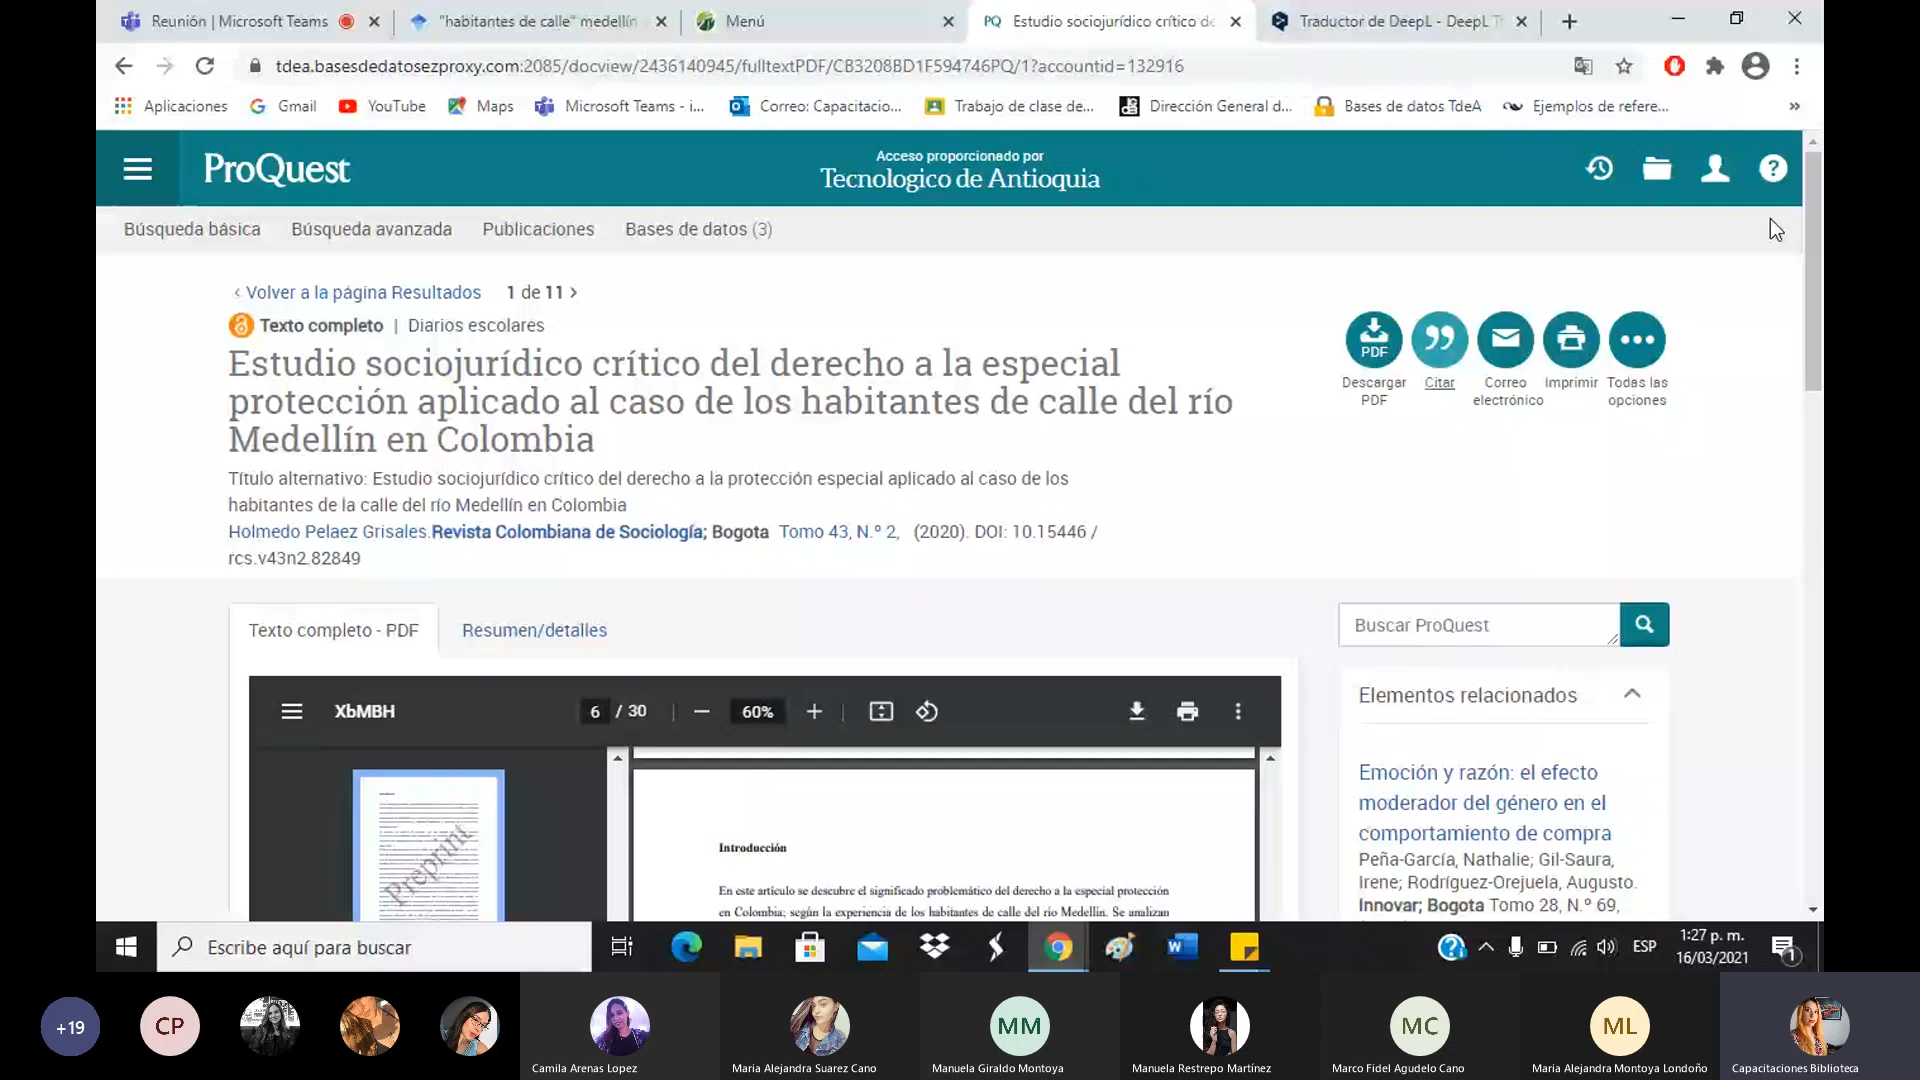 Reunión | Microsoft Teams
"habitantes de calle" medellín
Menú
PQ Estudio sociojurídico crítico de
Traductor de DeepL - DeepL T
tdea.basesdedatosezproxy.com:2085/docview/2436140945/fulltextPDF/CB3208BD1F594746PQ/1?accountid=132916
Aplicaciones
Gmail
YouTube
Maps
Microsoft Teams - i...
Correo: Capacitacio...
Trabajo de clase de...
Dirección General d...
Bases de datos TdeA
Ejemplos de refere...
»
ProQuest
Acceso proporcionado por
Tecnologico de Antioquia
Búsqueda básica
Búsqueda avanzada
Publicaciones
Bases de datos (3)
‹ Volver a la página Resultados
1 de 11 ›
Texto completo | Diarios escolares
Estudio sociojurídico crítico del derecho a la especial
protección aplicado al caso de los habitantes de calle del río
Medellín en Colombia
Título alternativo: Estudio sociojurídico crítico del derecho a la protección especial aplicado al caso de los
habitantes de la calle del río Medellín en Colombia
Holmedo Pelaez Grisales.Revista Colombiana de Sociología; Bogota Tomo 43, N.º 2, (2020). DOI: 10.15446 /
rcs.v43n2.82849
PDF
Descargar
PDF
Citar
Correo
electrónico
Imprimir
Todas las
opciones
Texto completo - PDF
Resumen/detalles
Buscar ProQuest
XbMBH
6 / 30
60%
Preprint
Introducción
En este artículo se descubre el significado problemático del derecho a la especial protección
en Colombia; según la experiencia de los habitantes de calle del río Medellín. Se analizan
Elementos relacionados
Emoción y razón: el efecto
moderador del género en el
comportamiento de compra
Peña-García, Nathalie; Gil-Saura,
Irene; Rodríguez-Orejuela, Augusto.
Innovar; Bogota Tomo 28, N.º 69,
Escribe aquí para buscar
ESP
1:27 p. m.
16/03/2021
1
+19
CP
Camila Arenas Lopez
Maria Alejandra Suarez Cano
MM
Manuela Giraldo Montoya
Manuela Restrepo Martínez
MC
Marco Fidel Agudelo Cano
ML
Maria Alejandra Montoya Londoño
Capacitaciones Biblioteca